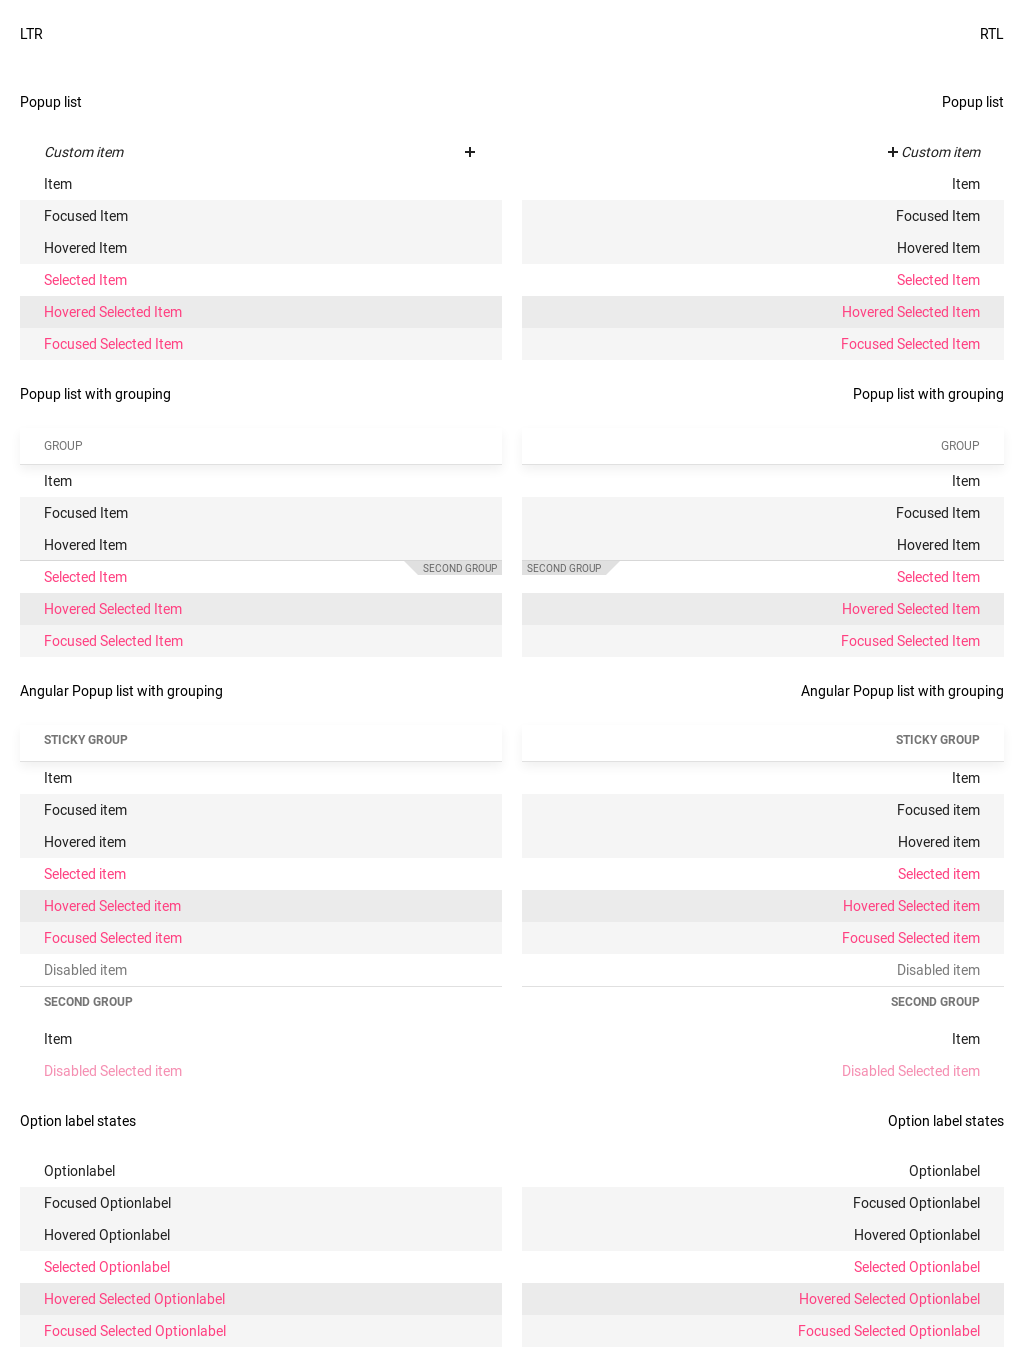 LTR
RTL
Popup list
Popup list
Custom item +
+ Custom item
Item
Item
Focused Item
Focused Item
Hovered Item
Hovered Item
Selected Item
Selected Item
Hovered Selected Item
Hovered Selected Item
Focused Selected Item
Focused Selected Item
Popup list with grouping
Popup list with grouping
GROUP
GROUP
Item
Item
Focused Item
Focused Item
Hovered Item
Hovered Item
SECOND GROUP
SECOND GROUP
Selected Item
Selected Item
Hovered Selected Item
Hovered Selected Item
Focused Selected Item
Focused Selected Item
Angular Popup list with grouping
Angular Popup list with grouping
STICKY GROUP
STICKY GROUP
Item
Item
Focused item
Focused item
Hovered item
Hovered item
Selected item
Selected item
Hovered Selected item
Hovered Selected item
Focused Selected item
Focused Selected item
Disabled item
Disabled item
SECOND GROUP
SECOND GROUP
Item
Item
Disabled Selected item
Disabled Selected item
Option label states
Option label states
Optionlabel
Optionlabel
Focused Optionlabel
Focused Optionlabel
Hovered Optionlabel
Hovered Optionlabel
Selected Optionlabel
Selected Optionlabel
Hovered Selected Optionlabel
Hovered Selected Optionlabel
Focused Selected Optionlabel
Focused Selected Optionlabel